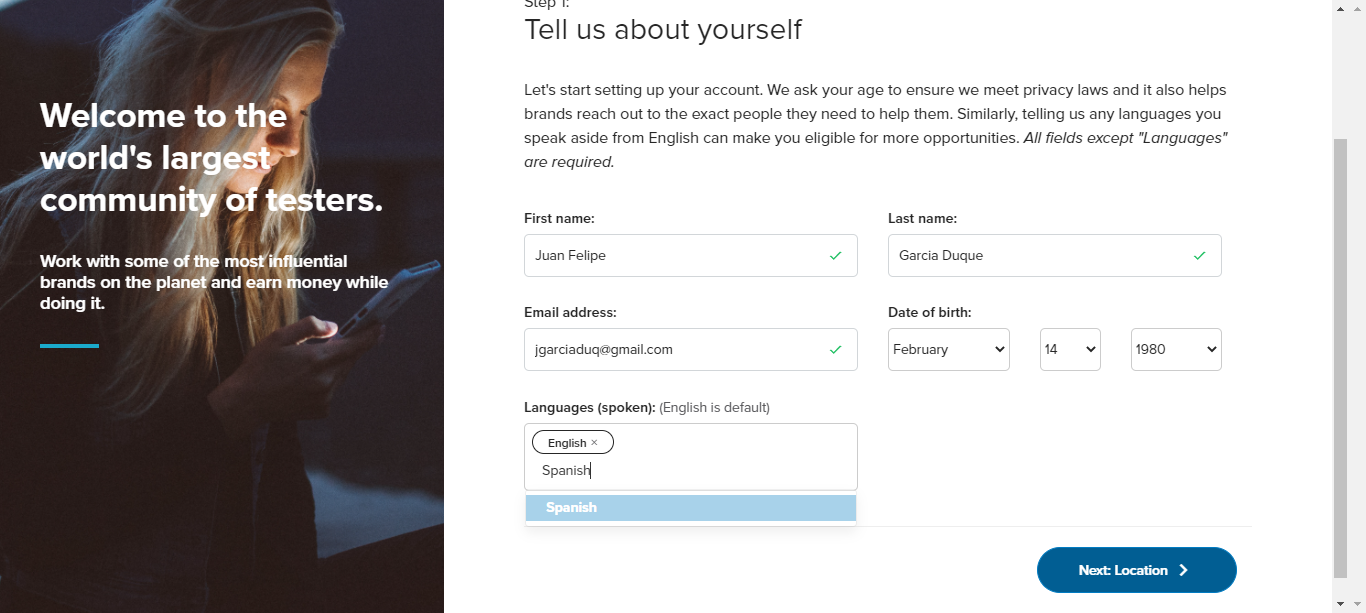 Step 1:
Tell us about yourself
Welcome to the
world's largest
community of testers.
Work with some of the most influential
brands on the planet and earn money while
doing it.
Let's start setting up your account. We ask your age to ensure we meet privacy laws and it also helps
brands reach out to the exact people they need to help them. Similarly, telling us any languages you
speak aside from English can make you eligible for more opportunities. All fields except "Languages"
are required.
First name:
Last name:
Juan Felipe
Garcia Duque
Email address:
Date of birth:
jgarciaduq@gmail.com
February
14
1980
Languages (spoken): (English is default)
English ×
Spanish
Spanish
Next: Location